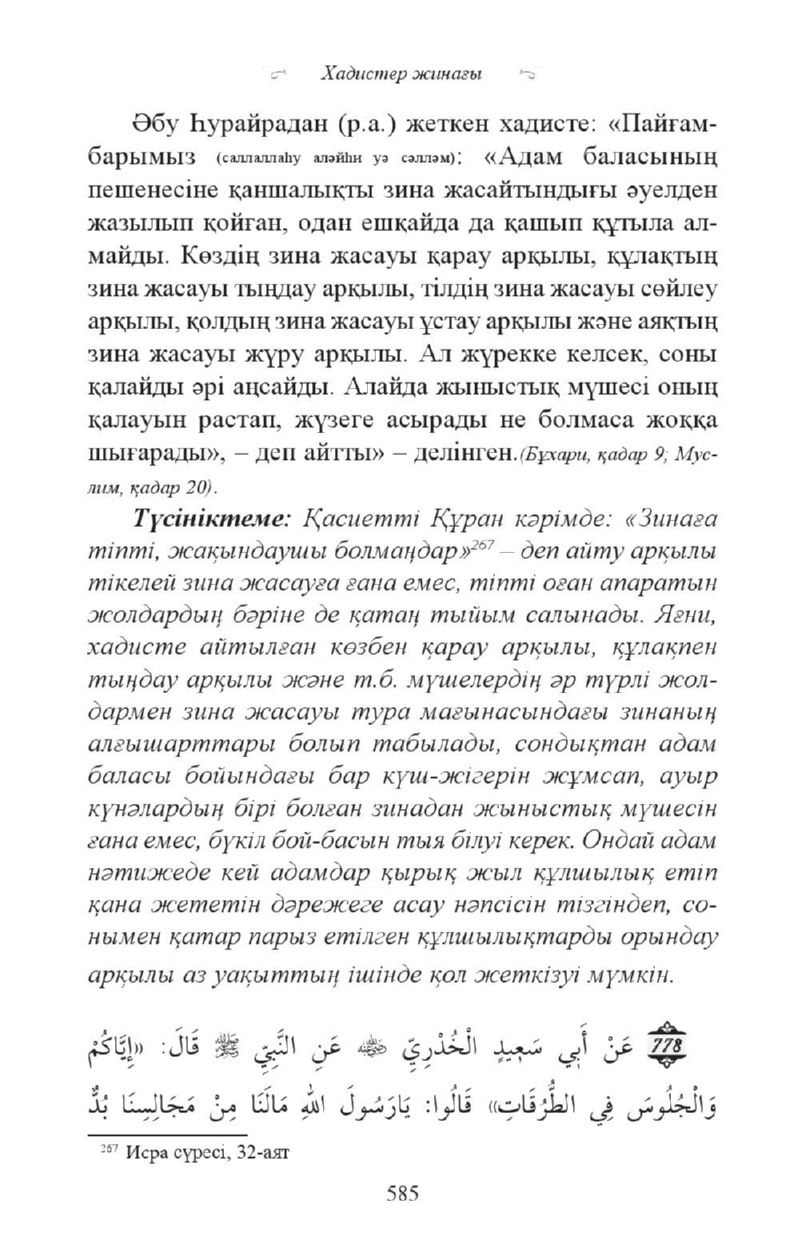 Хадистер жинағы
Әбу Һурайрадан (р.а.) жеткен хадисте: «Пайғам-
барымыз (саллаллаһу аләйһи уә сәлләм): «Адам баласының
пешенесіне қаншалықты зина жасайтындығы әуелден
жазылып қойған, одан ешқайда да қашып құтыла ал-
майды. Көздің зина жасауы қарау арқылы, құлақтың
зина жасауы тыңдау арқылы, тілдің зина жасауы сөйлеу
арқылы, қолдың зина жасауы ұстау арқылы және аяқтың
зина жасауы жүру арқылы. Ал жүрекке келсек, соны
қалайды әрі аңсайды. Алайда жыныстық мүшесі оның
қалауын растап, жүзеге асырады не болмаса жоққа
шығарады», – деп айтты» – делінген.(Бұхари, қадар 9; Мус-
лим, қадар 20).
Түсініктеме: Қасиетті Құран кәрімде: «Зинаға
тіпті, жақындаушы болмаңдар»²⁶⁷ – деп айту арқылы
тікелей зина жасауға ғана емес, тіпті оған апаратын
жолдардың бәріне де қатаң тыйым салынады. Яғни,
хадисте айтылған көзбен қарау арқылы, құлақпен
тыңдау арқылы және т.б. мүшелердің әр түрлі жол-
дармен зина жасауы тура мағынасындағы зинаның
алғышарттары болып табылады, сондықтан адам
баласы бойындағы бар күш-жігерін жұмсап, ауыр
күнәлардың бірі болған зинадан жыныстық мүшесін
ғана емес, бүкіл бой-басын тыя білуі керек. Ондай адам
нәтижеде кей адамдар қырық жыл құлшылық етіп
қана жететін дәрежеге асау нәпсісін тізгіндеп, со-
нымен қатар парыз етілген құлшылықтарды орындау
арқылы аз уақыттың ішінде қол жеткізуі мүмкін.
778 عَنْ أَبِي سَعِيدٍ الْخُدْرِيِّ ﵁ عَنِ النَّبِيِّ ﷺ قَالَ: «إِيَّاكُمْ
وَالْجُلُوسَ فِي الطُّرُقَاتِ» قَالُوا: يَارَسُولَ اللهِ مَالَنَا مِنْ مَجَالِسِنَا بُدٌّ
²⁶⁷ Исра сүресі, 32-аят
585